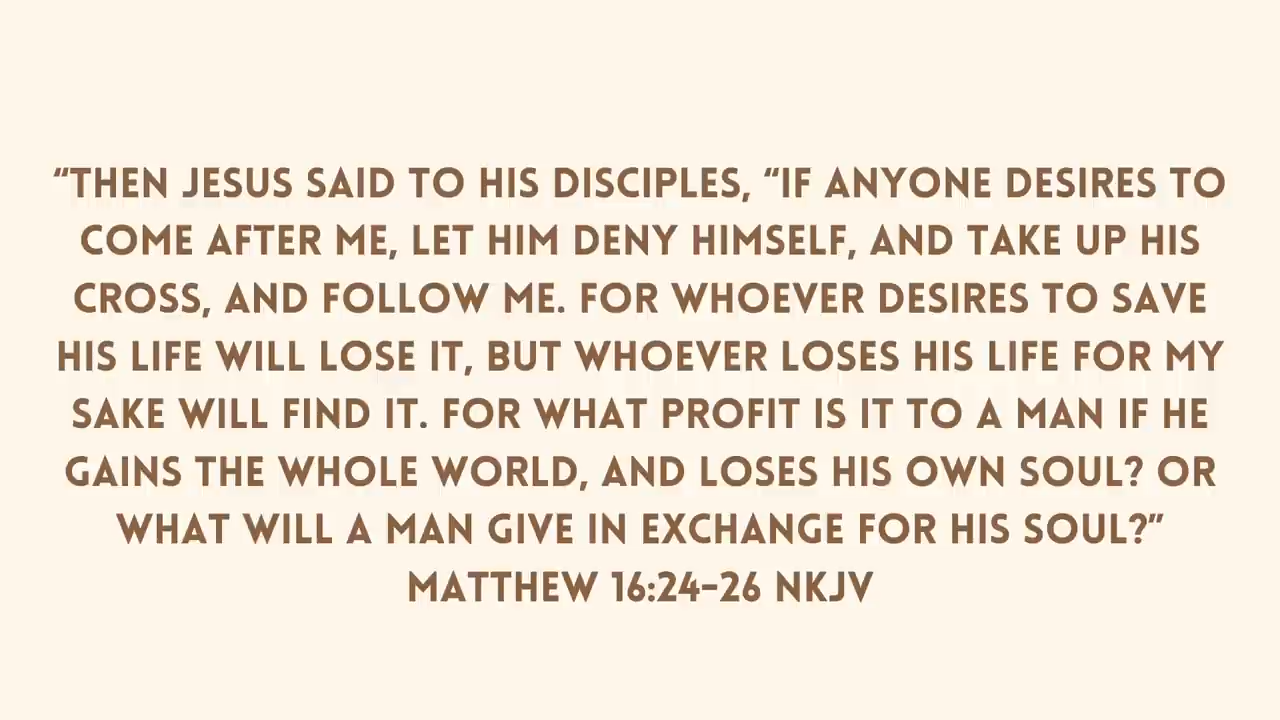 “THEN JESUS SAID TO HIS DISCIPLES, “IF ANYONE DESIRES TO
COME AFTER ME, LET HIM DENY HIMSELF, AND TAKE UP HIS
CROSS, AND FOLLOW ME. FOR WHOEVER DESIRES TO SAVE
HIS LIFE WILL LOSE IT, BUT WHOEVER LOSES HIS LIFE FOR MY
SAKE WILL FIND IT. FOR WHAT PROFIT IS IT TO A MAN IF HE
GAINS THE WHOLE WORLD, AND LOSES HIS OWN SOUL? OR
WHAT WILL A MAN GIVE IN EXCHANGE FOR HIS SOUL?”
MATTHEW 16:24-26 NKJV